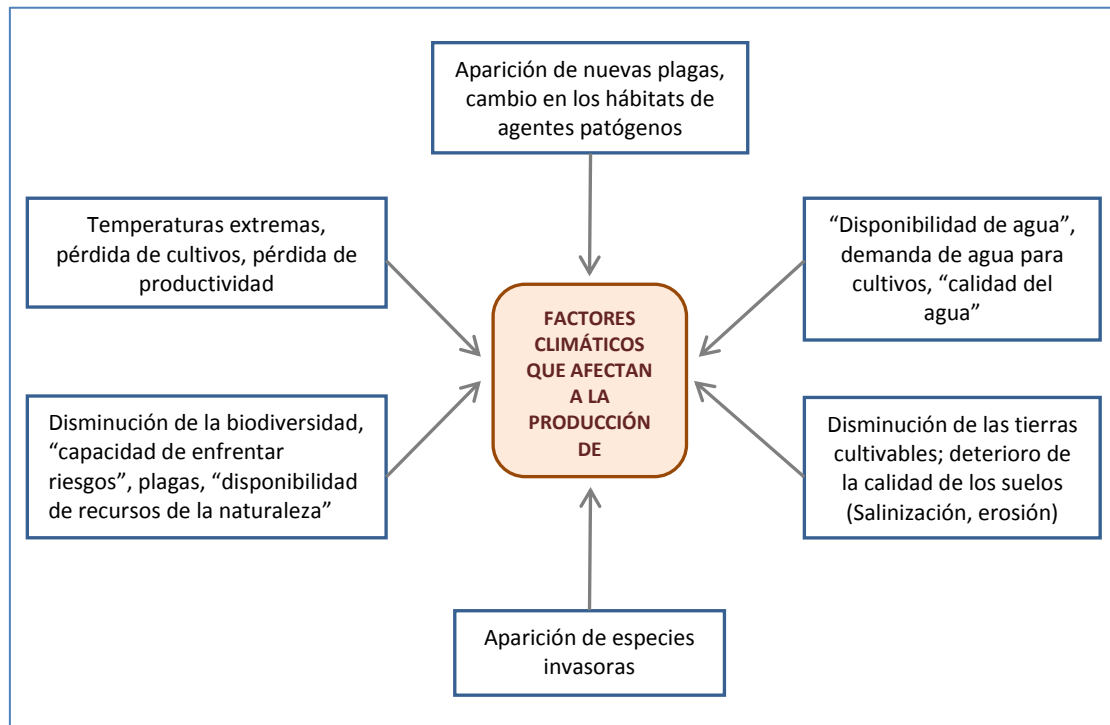 Aparición de nuevas plagas,
cambio en los hábitats de
agentes patógenos
Temperaturas extremas,
pérdida de cultivos, pérdida de
productividad
“Disponibilidad de agua”,
demanda de agua para
cultivos, “calidad del
agua”
FACTORES
CLIMÁTICOS
QUE AFECTAN
A LA
PRODUCCIÓN
DE
Disminución de la biodiversidad,
“capacidad de enfrentar
riesgos”, plagas, “disponibilidad
de recursos de la naturaleza”
Disminución de las tierras
cultivables; deterioro de
la calidad de los suelos
(Salinización, erosión)
Aparición de especies
invasoras